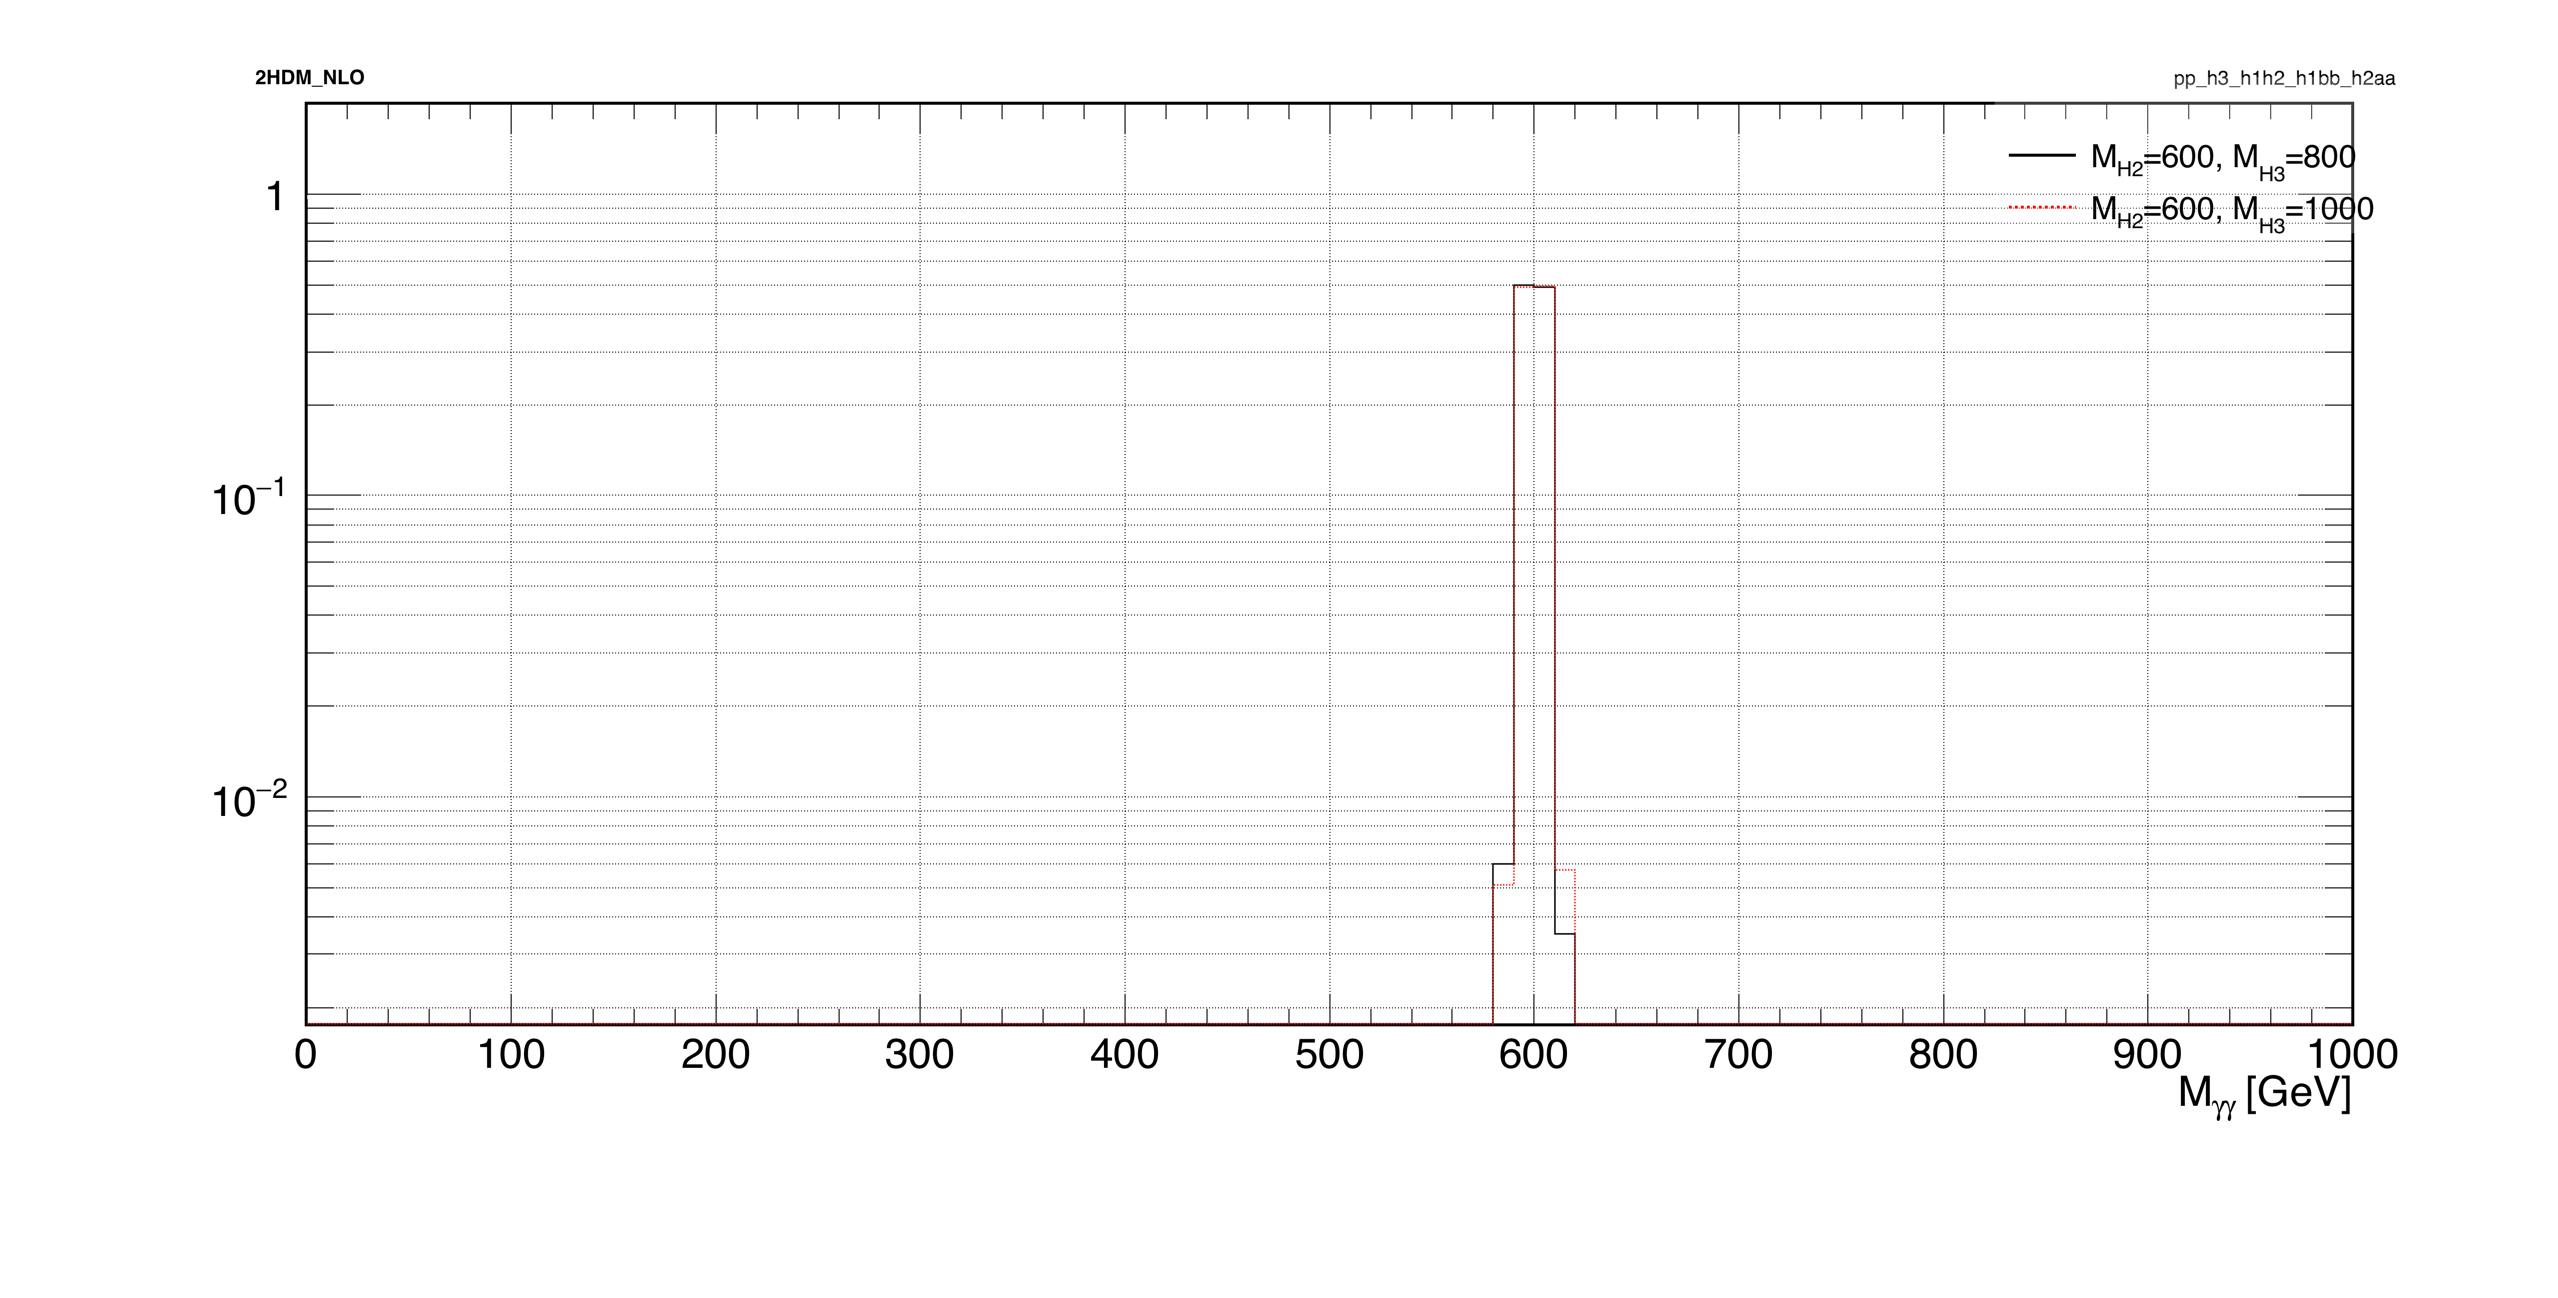 2HDM_NLO pp_h3_h1h2_h1bb_h2aa
M_H2=600, M_H3=800
1
M_H2=600, M_H3=1000
10^−1
10^−2
0 100 200 300 400 500 600 700 800 900 1000
M_γγ [GeV]